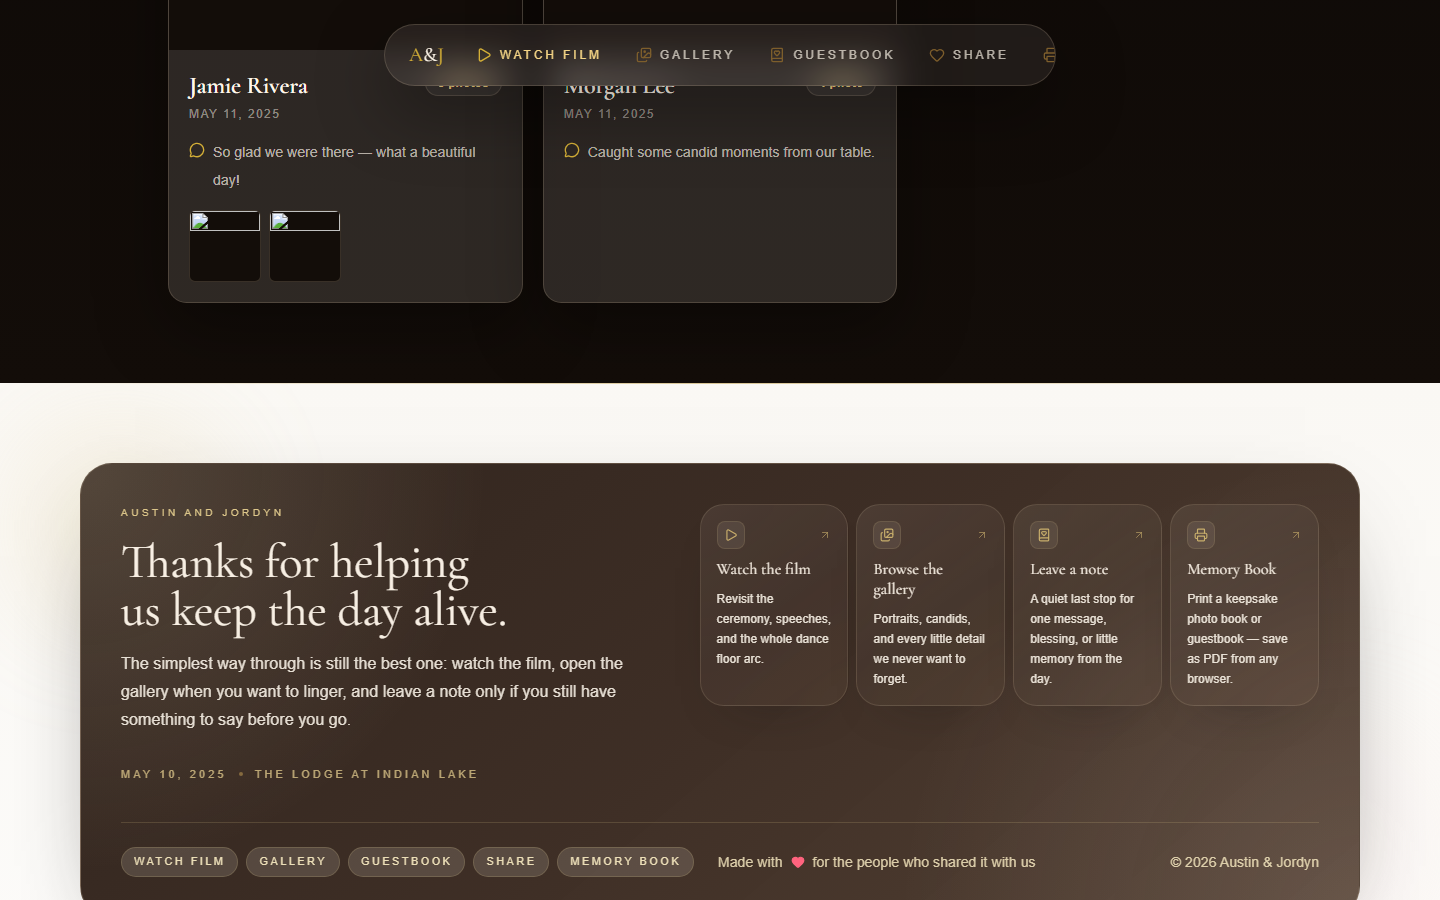 A&J
WATCH FILM
GALLERY
GUESTBOOK
SHARE
Jamie Rivera
MAY 11, 2025
So glad we were there — what a beautiful
day!
Morgan Lee
MAY 11, 2025
Caught some candid moments from our table.
AUSTIN AND JORDYN
Thanks for helping
us keep the day alive.
The simplest way through is still the best one: watch the film, open the
gallery when you want to linger, and leave a note only if you still have
something to say before you go.
MAY 10, 2025 • THE LODGE AT INDIAN LAKE
Watch the film
Revisit the
ceremony, speeches,
and the whole dance
floor arc.
Browse the
gallery
Portraits, candids,
and every little detail
we never want to
forget.
Leave a note
A quiet last stop for
one message,
blessing, or little
memory from the
day.
Memory Book
Print a keepsake
photo book or
guestbook — save
as PDF from any
browser.
WATCH FILM
GALLERY
GUESTBOOK
SHARE
MEMORY BOOK
Made with ♥ for the people who shared it with us
© 2026 Austin & Jordyn